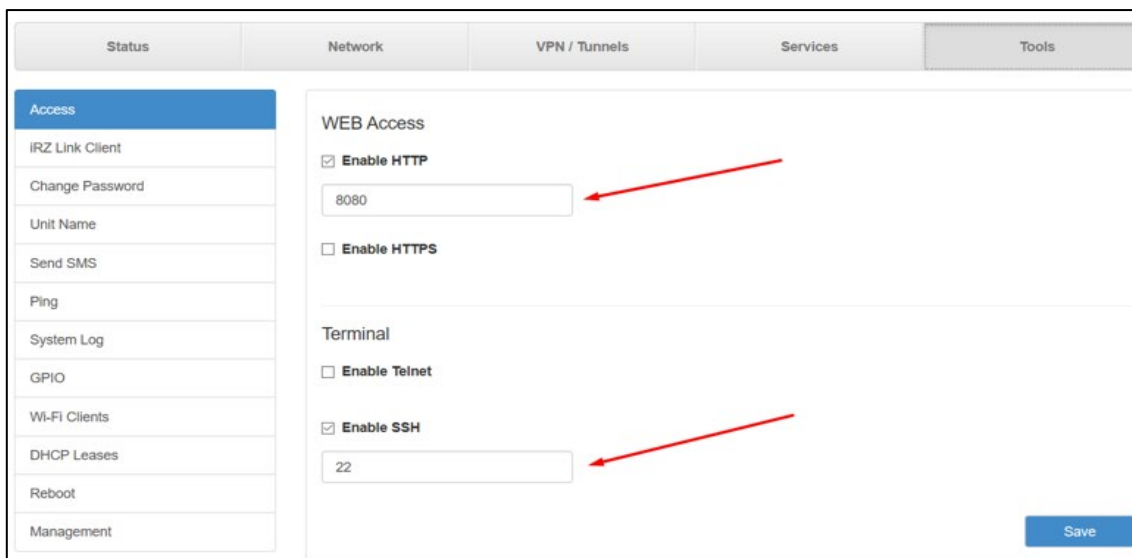 Status Network VPN / Tunnels Services Tools
Access
iRZ Link Client
Change Password
Unit Name
Send SMS
Ping
System Log
GPIO
Wi-Fi Clients
DHCP Leases
Reboot
Management
WEB Access
Enable HTTP
8080
Enable HTTPS
Terminal
Enable Telnet
Enable SSH
22
Save